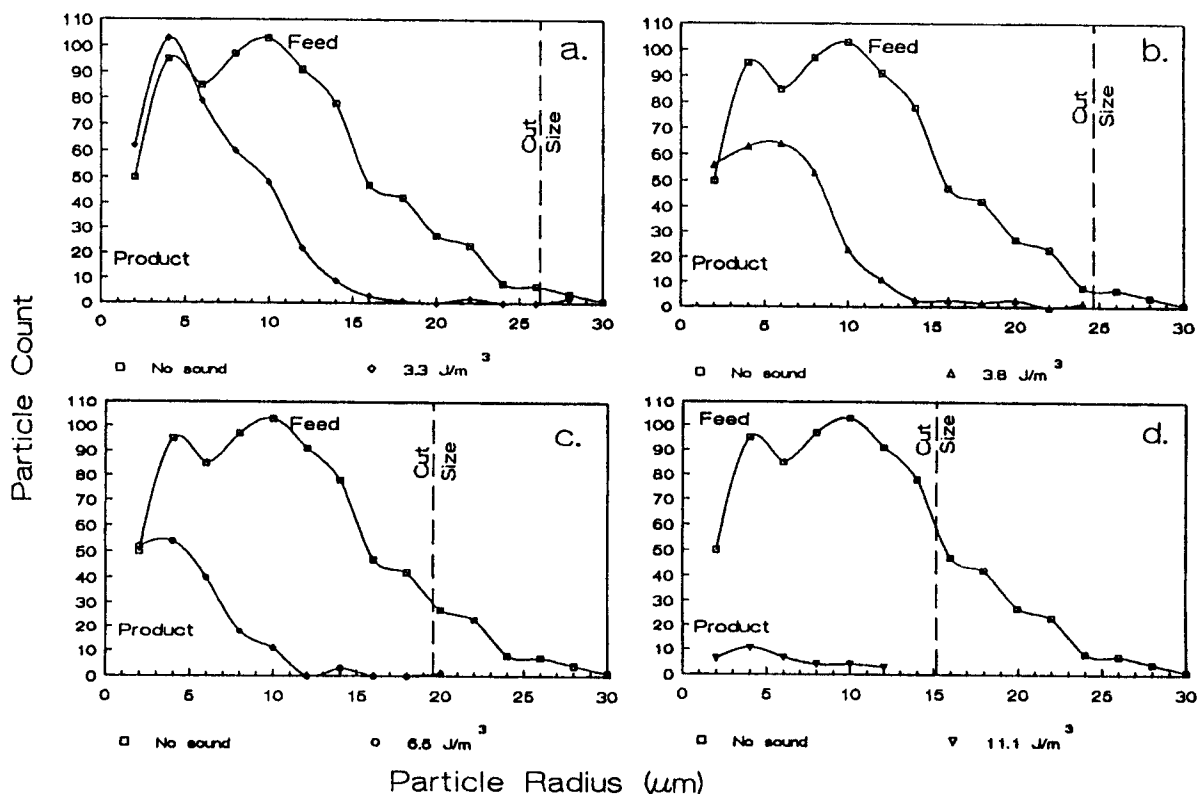 110
100
90
80
70
60
50
40
30
20
10
0
Feed
a.
Cut
Size
Product
0 5 10 15 20 25 30
No sound 3.3 J/m³
110
100
90
80
70
60
50
40
30
20
10
0
Feed
b.
Cut
Size
Product
0 5 10 15 20 25 30
No sound 3.8 J/m³
Particle Count
110
100
90
80
70
60
50
40
30
20
10
0
Feed
c.
Cut
Size
Product
0 5 10 15 20 25 30
No sound 6.6 J/m³
110
100
90
80
70
60
50
40
30
20
10
0
Feed
d.
Cut
Size
Product
0 5 10 15 20 25 30
No sound 11.1 J/m³
Particle Radius (μm)